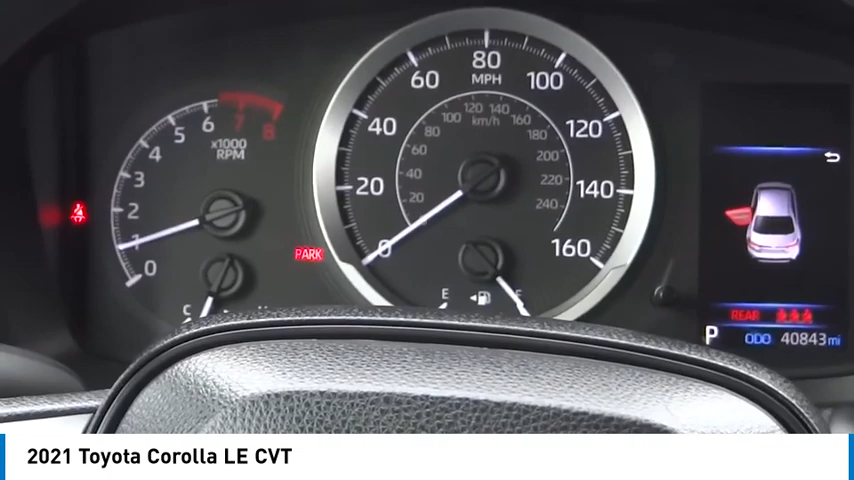 6
7
8
5
4
3
2
1
0
x1000
RPM
80
MPH
60
100
40
120
20
140
0
160
120 140
km/h
100
160
80
180
60
200
40
220
20
240
PARK
C
E
F
REAR
P ODO 40843 mi
2021 Toyota Corolla LE CVT